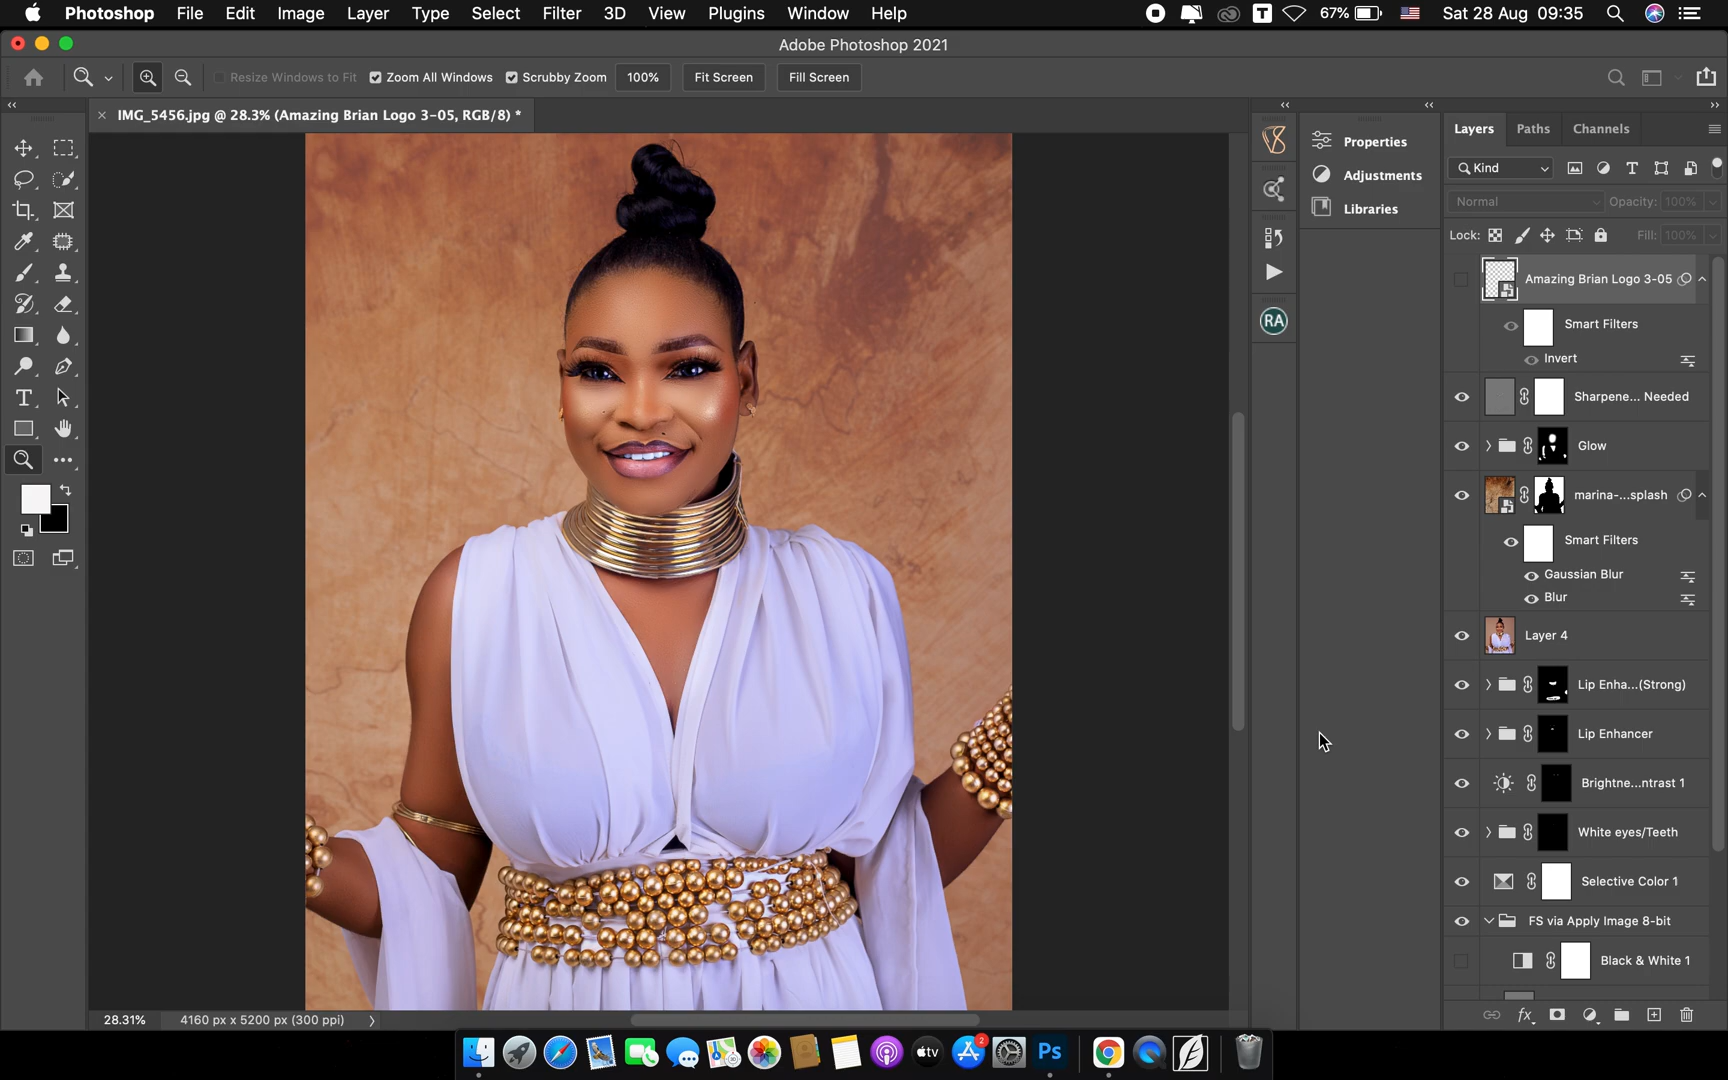 Photoshop File Edit Image Layer Type Select Filter 3D View Plugins Window Help T 67% Sat 28 Aug 09:35
Adobe Photoshop 2021
Resize Windows to Fit Zoom All Windows Scrubby Zoom 100% Fit Screen Fill Screen
IMG_5456.jpg @ 28.3% (Amazing Brian Logo 3-05, RGB/8) *
Properties
Adjustments
Libraries
RA
Layers Paths Channels
Kind
Normal Opacity: 100%
Lock: Fill: 100%
Amazing Brian Logo 3-05
Smart Filters
Invert
Sharpene... Needed
Glow
marina-...splash
Smart Filters
Gaussian Blur
Blur
Layer 4
Lip Enha...(Strong)
Lip Enhancer
Brightne...ntrast 1
White eyes/Teeth
Selective Color 1
FS via Apply Image 8-bit
Black & White 1
fx
28.31% 4160 px x 5200 px (300 ppi)
tv
2
Ps